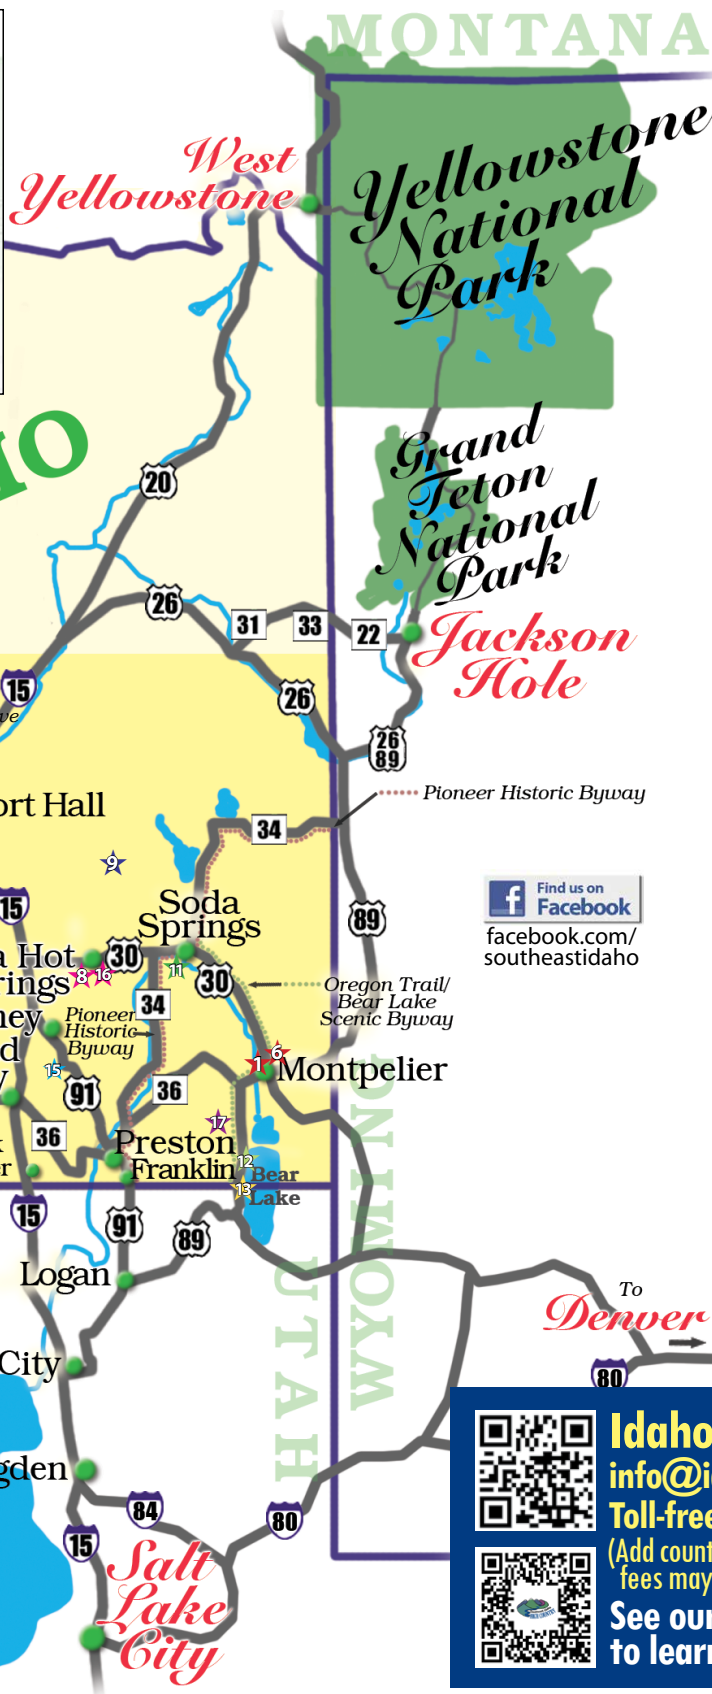 MONTANA
West
Yellowstone
Yellowstone
National
Park
HO
20
Grand
Teton
National
Park
26
31
33
22
Jackson
Hole
15
ve
26
26
89
ort Hall
Pioneer Historic Byway
34
9
Find us on
Facebook
facebook.com/
southeastidaho
15
Soda
Springs
89
a Hot
rings
30
8
16
11
30
34
Oregon Trail/
Bear Lake
Scenic Byway
ney
d
y
Pioneer
Historic
Byway
15
91
1
6
Montpelier
36
36
17
Preston
Franklin
12
Bear
Lake
13
er
15
91
89
WYOMING
UTAH
Logan
To
Denver
City
80
gden
84
80
15
Salt
Lake
City
Idaho
info@i
Toll-free
(Add count
fees may
See our
to learn